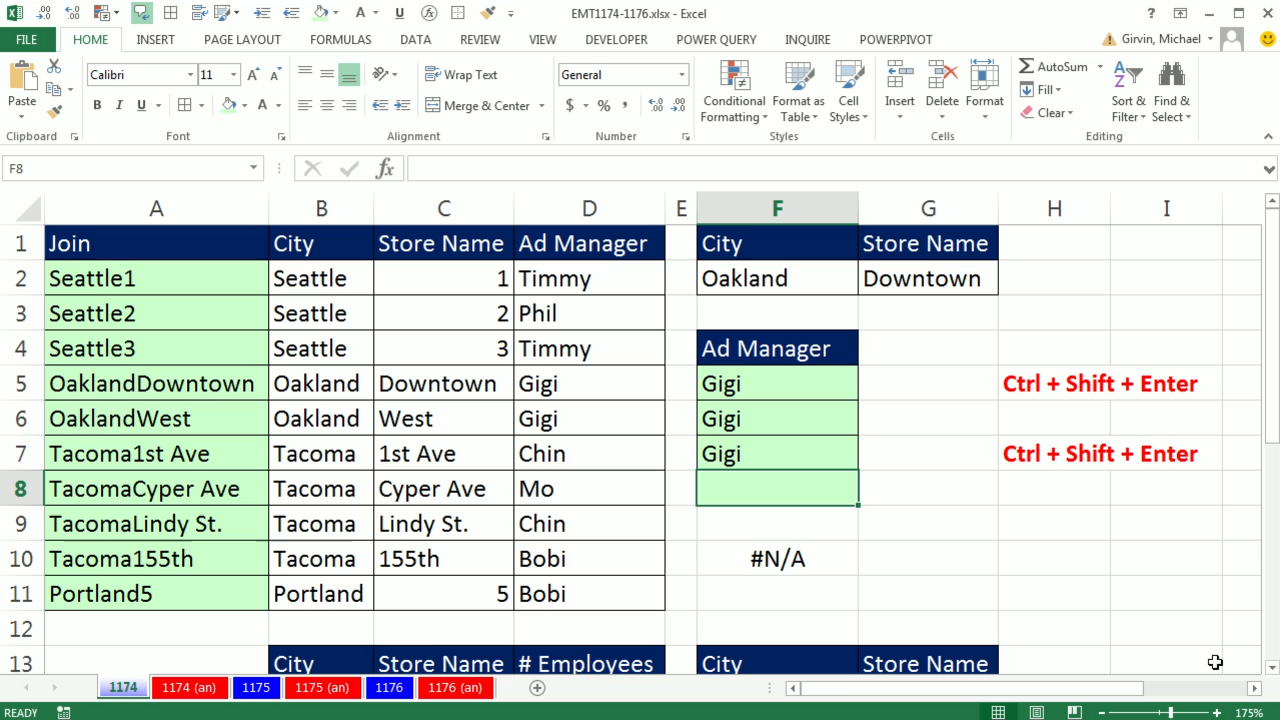 EMT1174-1176.xlsx - Excel
FILE HOME INSERT PAGE LAYOUT FORMULAS DATA REVIEW VIEW DEVELOPER POWER QUERY INQUIRE POWERPIVOT Girvin, Michael
Calibri 11 Wrap Text General AutoSum
Paste Merge & Center Conditional Formatting Format as Table Cell Styles Insert Delete Format Fill Clear Sort & Filter Find & Select
Clipboard Font Alignment Number Styles Cells Editing
F8 fx
A B C D E F G H I
1 Join City Store Name Ad Manager City Store Name
2 Seattle1 Seattle 1 Timmy Oakland Downtown
3 Seattle2 Seattle 2 Phil
4 Seattle3 Seattle 3 Timmy Ad Manager
5 OaklandDowntown Oakland Downtown Gigi Gigi Ctrl + Shift + Enter
6 OaklandWest Oakland West Gigi Gigi
7 Tacoma1st Ave Tacoma 1st Ave Chin Gigi Ctrl + Shift + Enter
8 TacomaCyper Ave Tacoma Cyper Ave Mo
9 TacomaLindy St. Tacoma Lindy St. Chin
10 Tacoma155th Tacoma 155th Bobi #N/A
11 Portland5 Portland 5 Bobi
12
13 City Store Name # Employees City Store Name
1174 1174 (an) 1175 1175 (an) 1176 1176 (an)
READY 175%